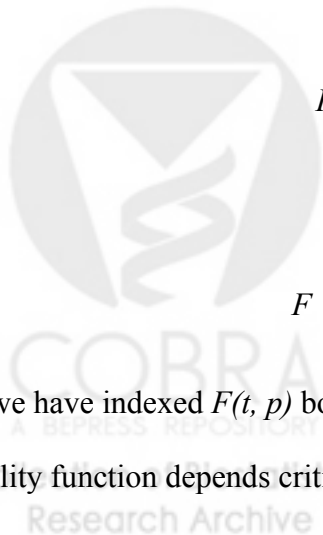 F
COBRA
we have indexed F(t, p) bo
A BEPRESS REPOSITORY
lity function depends criti
Research Archive